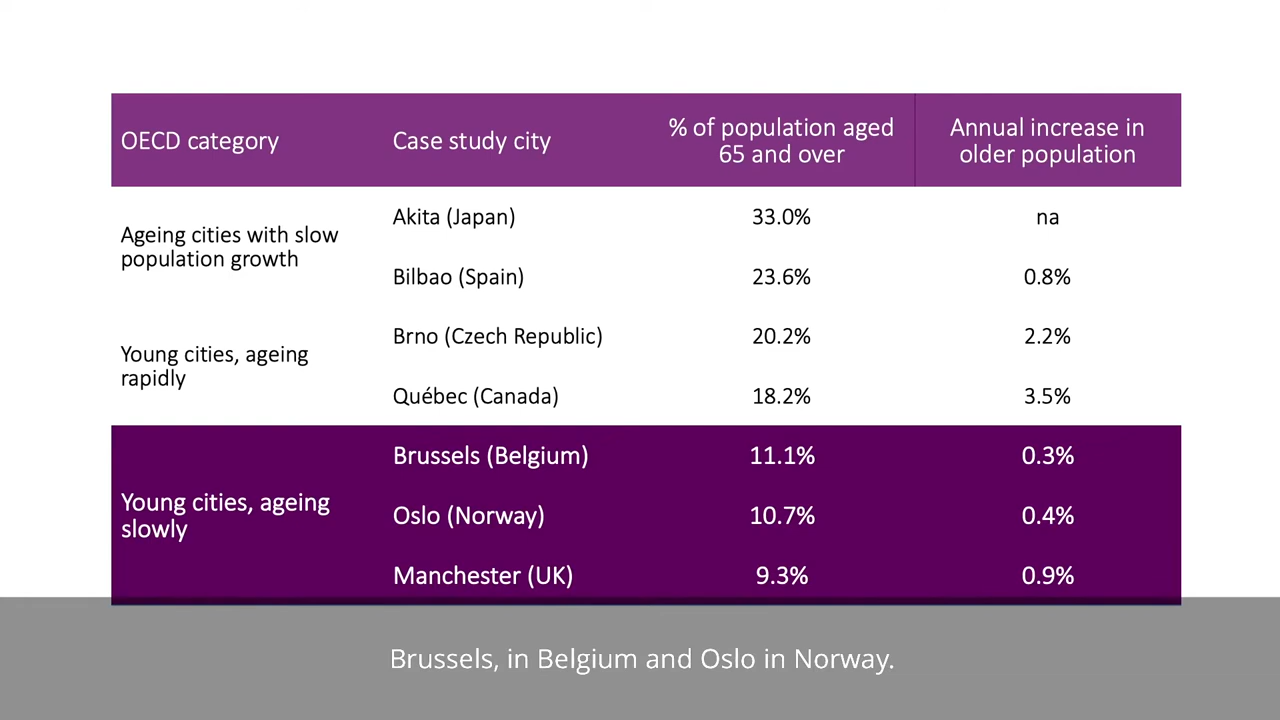 OECD category
Case study city
% of population aged
65 and over
Annual increase in
older population
Ageing cities with slow
population growth
Akita (Japan)
33.0%
na
Bilbao (Spain)
23.6%
0.8%
Young cities, ageing
rapidly
Brno (Czech Republic)
20.2%
2.2%
Québec (Canada)
18.2%
3.5%
Young cities, ageing
slowly
Brussels (Belgium)
11.1%
0.3%
Oslo (Norway)
10.7%
0.4%
Manchester (UK)
9.3%
0.9%
Brussels, in Belgium and Oslo in Norway.